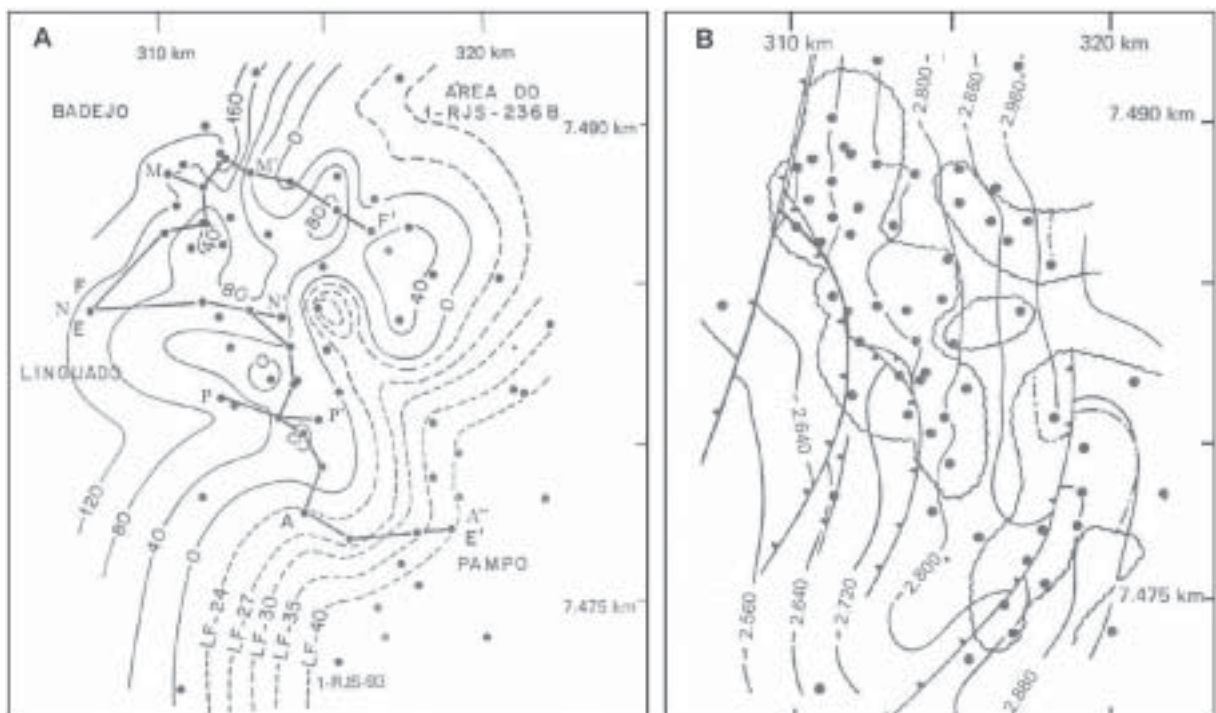 A
310 km
320 km
BADEJO
160
0
ÁREA DO
1-RJS-236B
7.490 km
M
M'
80
F'
40
40
0
F
N
E
80
N'
LINGUADO
0
P
P'
120
80
40
0
A
A'
E'
PAMPO
LF-24
LF-27
LF-30
LF-35
LF-40
7.475 km
1-RJS-93
B
310 km
320 km
2.880
2.960
7.490 km
2.640
2.800
2.560
2.640
2.720
7.475 km
2.880